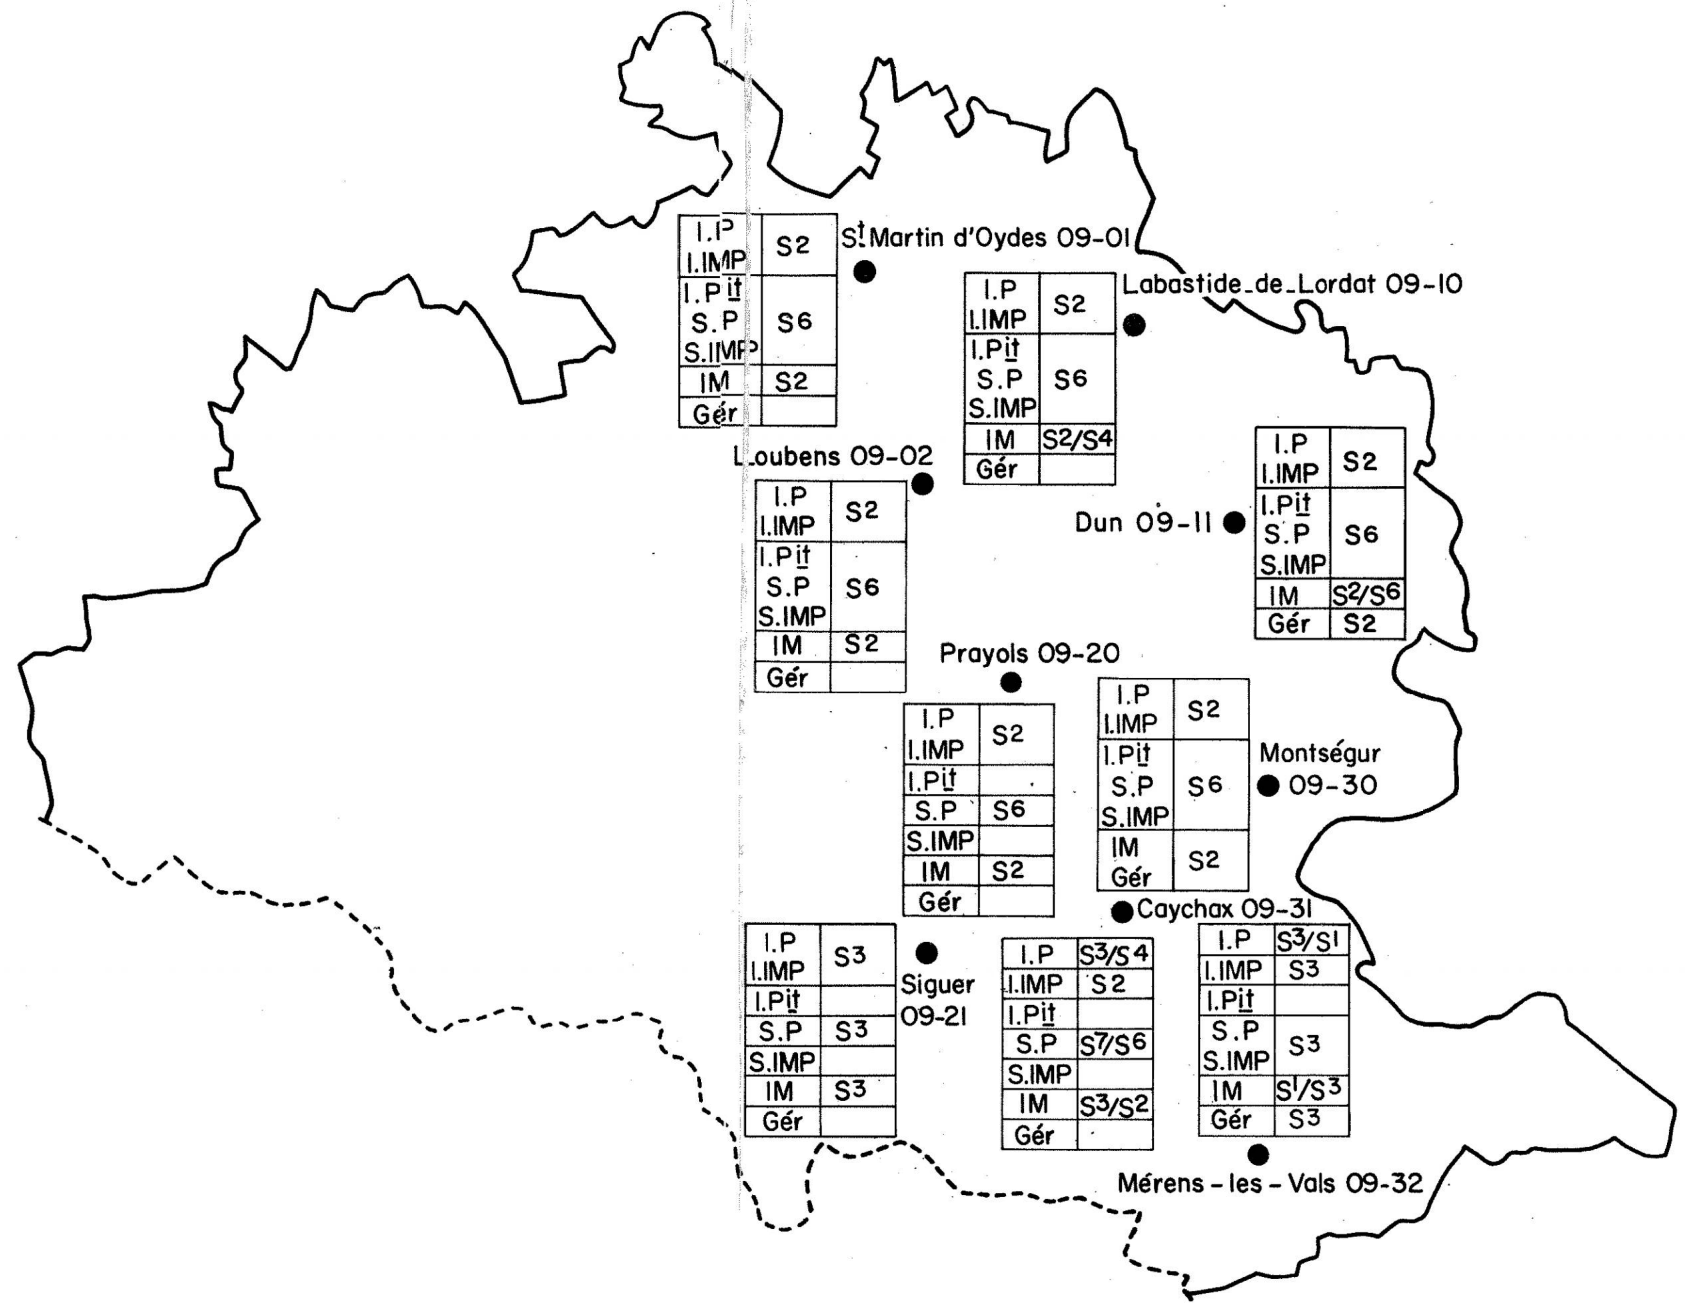 St Martin d'Oydes 09-01
I.P
I.IMP
S2
I.Pit
S.P
S.IMP
S6
IM S2
Gér
Labastide-de-Lordat 09-10
I.P
I.IMP
S2
I.Pit
S.P
S.IMP
S6
IM S2/S4
Gér
Loubens 09-02
I.P
I.IMP
S2
I.Pit
S.P
S.IMP
S6
IM S2
Gér
Dun 09-11
I.P
I.IMP
S2
I.Pit
S.P
S.IMP
S6
IM S2/S6
Gér S2
Prayols 09-20
I.P
I.IMP
S2
I.Pit
S.P S6
S.IMP
IM S2
Gér
Montségur
09-30
I.P
I.IMP
S2
I.Pit
S.P
S.IMP
S6
IM
Gér
S2
Siguer
09-21
I.P
I.IMP
S3
I.Pit
S.P S3
S.IMP
IM S3
Gér
Caychax 09-31
I.P S3/S4
I.IMP S2
I.Pit
S.P S7/S6
S.IMP
IM S3/S2
Gér
I.P S3/S1
I.IMP S3
I.Pit
S.P
S.IMP
S3
IM S1/S3
Gér S3
Mérens-les-Vals 09-32